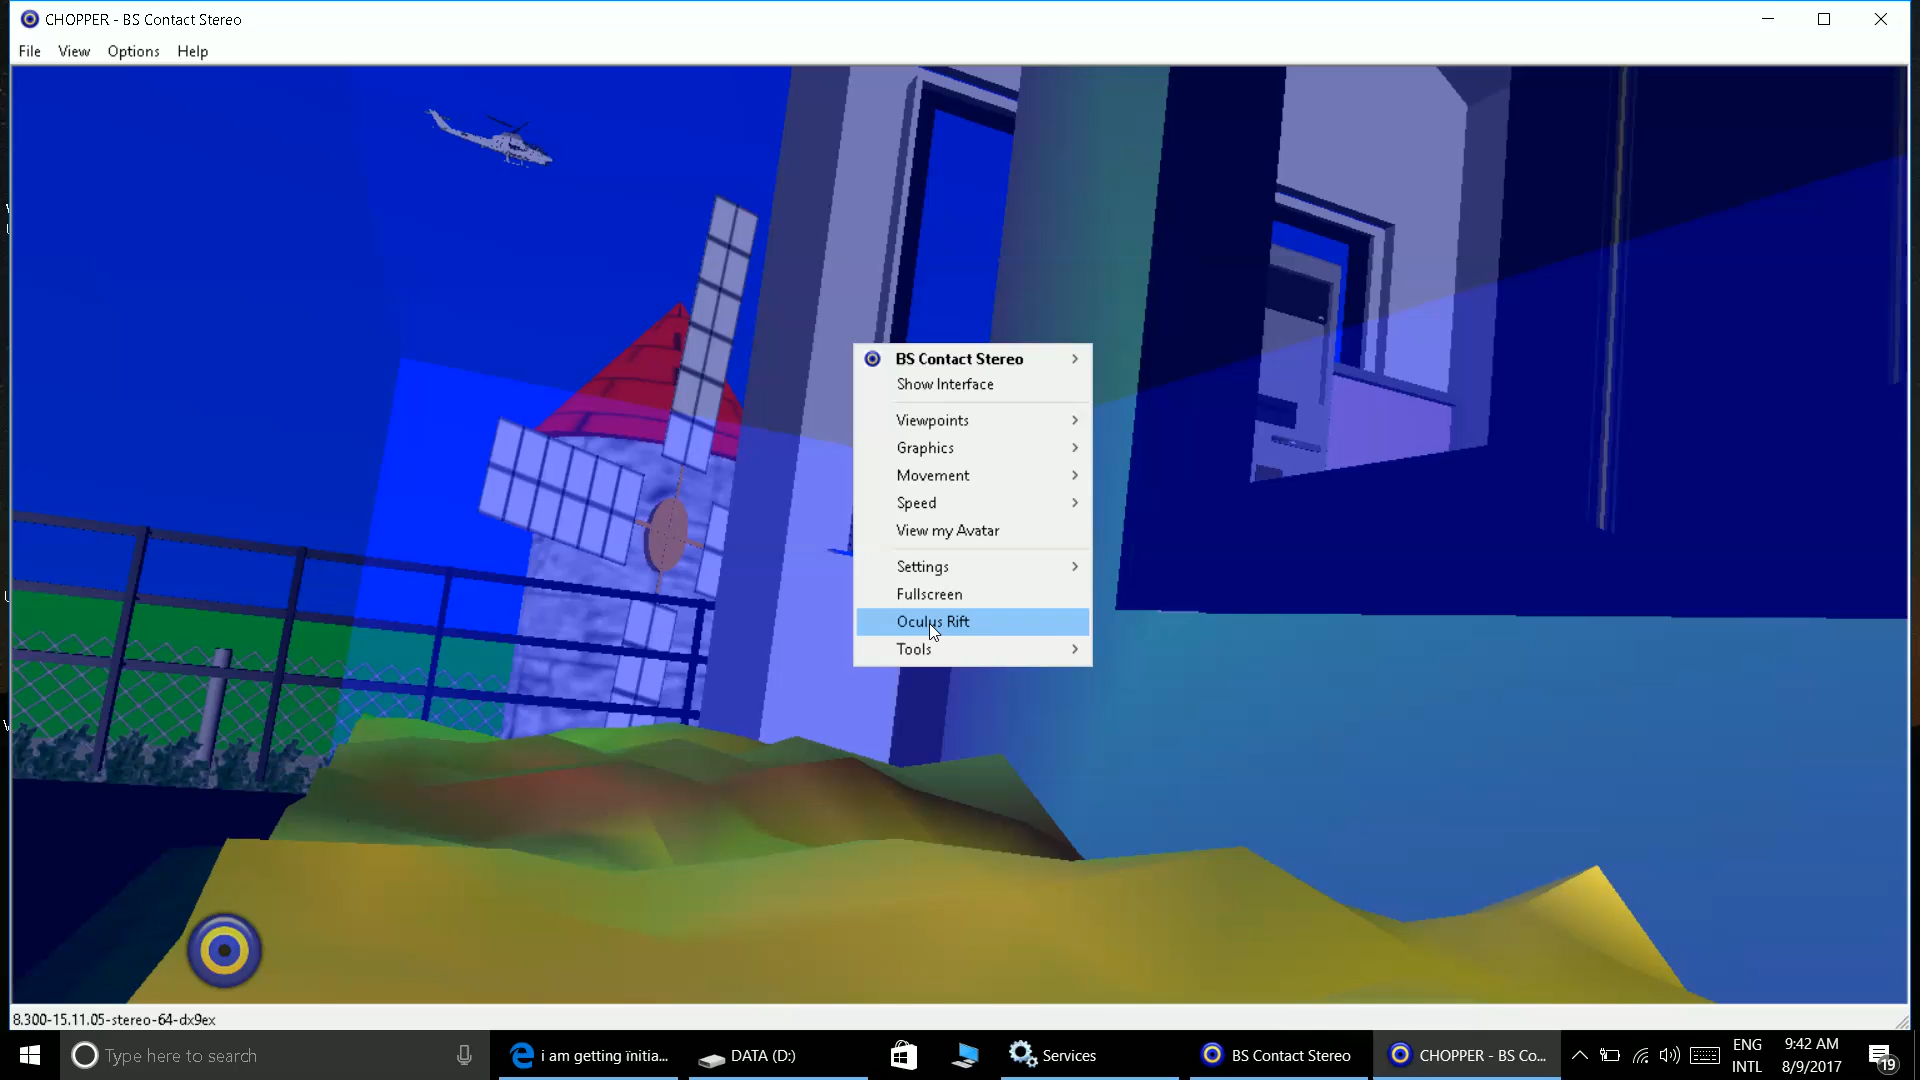 CHOPPER - BS Contact Stereo
File View Options Help
BS Contact Stereo
Show Interface
Viewpoints
Graphics
Movement
Speed
View my Avatar
Settings
Fullscreen
Oculus Rift
Tools
8.300-15.11.05-stereo-64-dx9ex
Type here to search
i am getting initia...
DATA (D:)
Services
BS Contact Stereo
CHOPPER - BS Co...
ENG
INTL
9:42 AM
8/9/2017
19